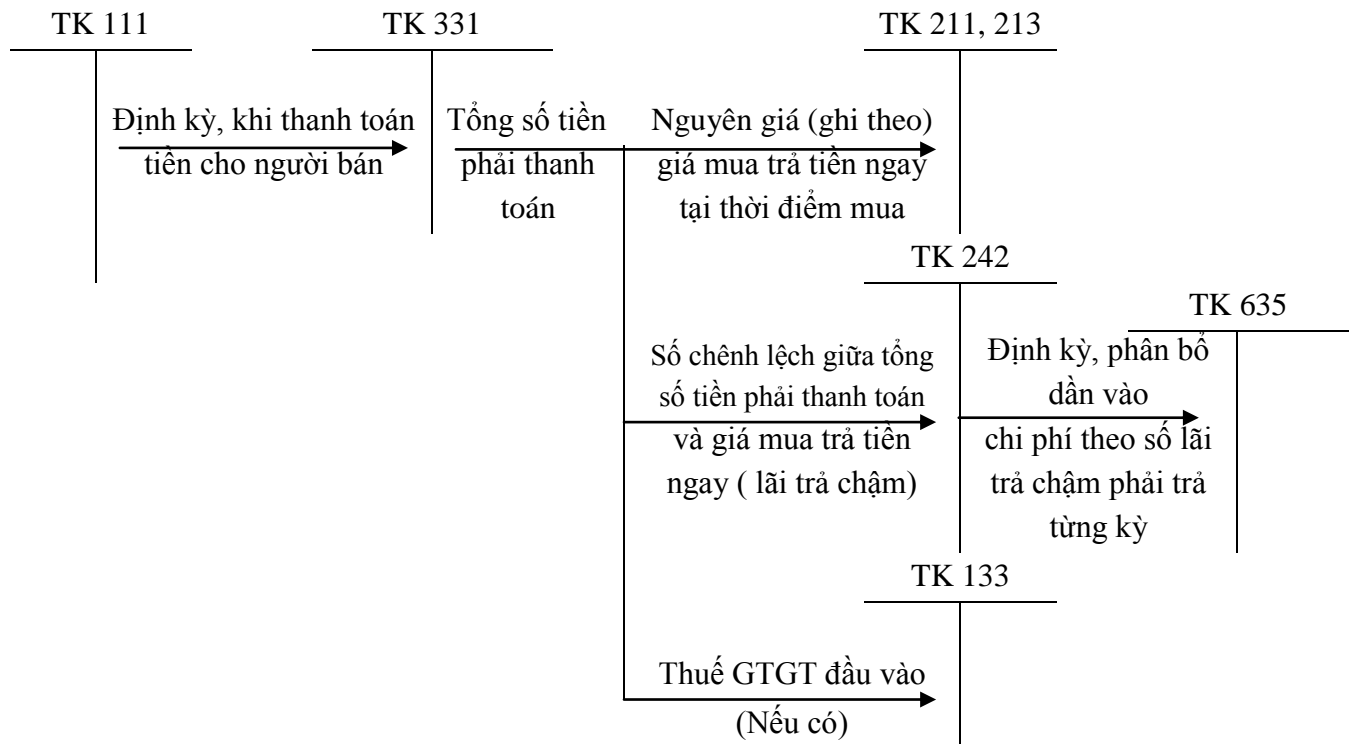 TK 111
TK 331
TK 211, 213
Định kỳ, khi thanh toán
tiền cho người bán
Tổng số tiền
phải thanh
toán
Nguyên giá (ghi theo)
giá mua trả tiền ngay
tại thời điểm mua
TK 242
TK 635
Số chênh lệch giữa tổng
số tiền phải thanh toán
và giá mua trả tiền
ngay ( lãi trả chậm)
Định kỳ, phân bổ
dần vào
chi phí theo số lãi
trả chậm phải trả
từng kỳ
TK 133
Thuế GTGT đầu vào
(Nếu có)